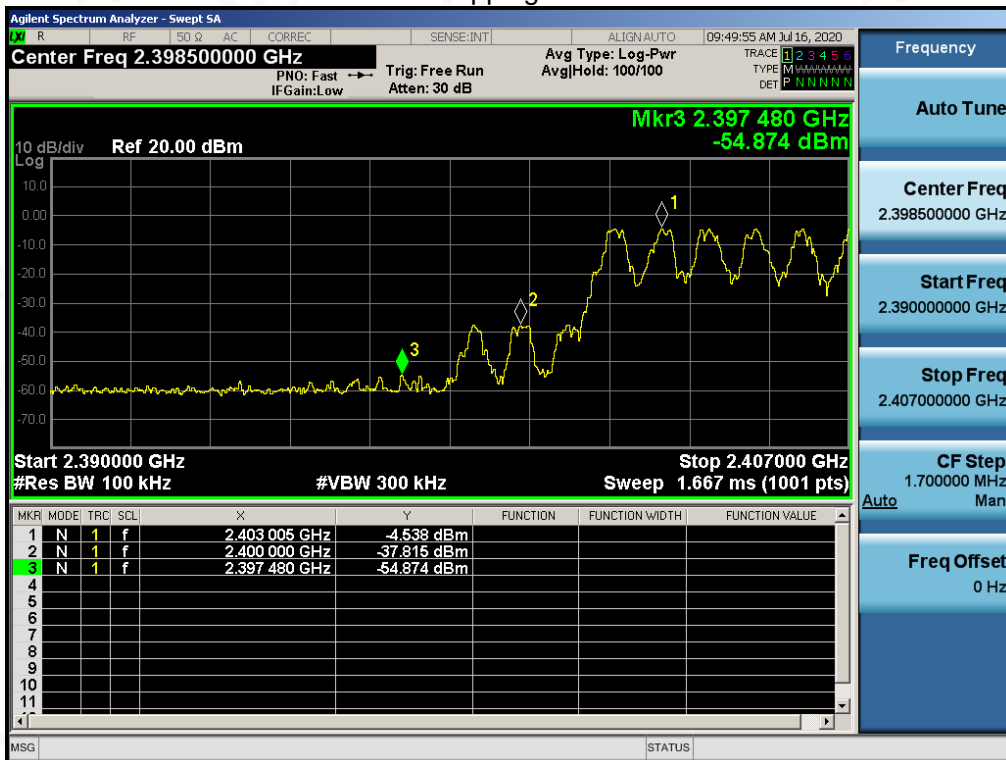 pping
Agilent Spectrum Analyzer - Swept SA
LXI R RF 50 Ω AC CORREC SENSE:INT ALIGN AUTO 09:49:55 AM Jul 16, 2020
Center Freq 2.398500000 GHz
PNO: Fast
IFGain:Low
Trig: Free Run
Atten: 30 dB
Avg Type: Log-Pwr
Avg|Hold: 100/100
TRACE 1 2 3 4 5 6
TYPE M
DET P N N N N N
Mkr3 2.397 480 GHz
-54.874 dBm
10 dB/div Ref 20.00 dBm
Log
10.0
0.00
-10.0
-20.0
-30.0
-40.0
-50.0
-60.0
-70.0
1
2
3
Start 2.390000 GHz Stop 2.407000 GHz
#Res BW 100 kHz #VBW 300 kHz Sweep 1.667 ms (1001 pts)
MKR MODE TRC SCL X Y FUNCTION FUNCTION WIDTH FUNCTION VALUE
1 N 1 f 2.403 005 GHz -4.538 dBm
2 N 1 f 2.400 000 GHz -37.815 dBm
3 N 1 f 2.397 480 GHz -54.874 dBm
4
5
6
7
8
9
10
11
MSG STATUS
Frequency
Auto Tune
Center Freq
2.398500000 GHz
Start Freq
2.390000000 GHz
Stop Freq
2.407000000 GHz
CF Step
1.700000 MHz
Auto Man
Freq Offset
0 Hz